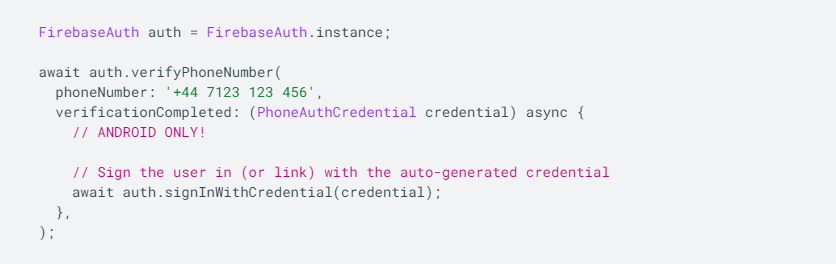 FirebaseAuth auth = FirebaseAuth.instance;
await auth.verifyPhoneNumber(
phoneNumber: '+44 7123 123 456',
verificationCompleted: (PhoneAuthCredential credential) async {
// ANDROID ONLY!
// Sign the user in (or link) with the auto-generated credential
await auth.signInWithCredential(credential);
},
);